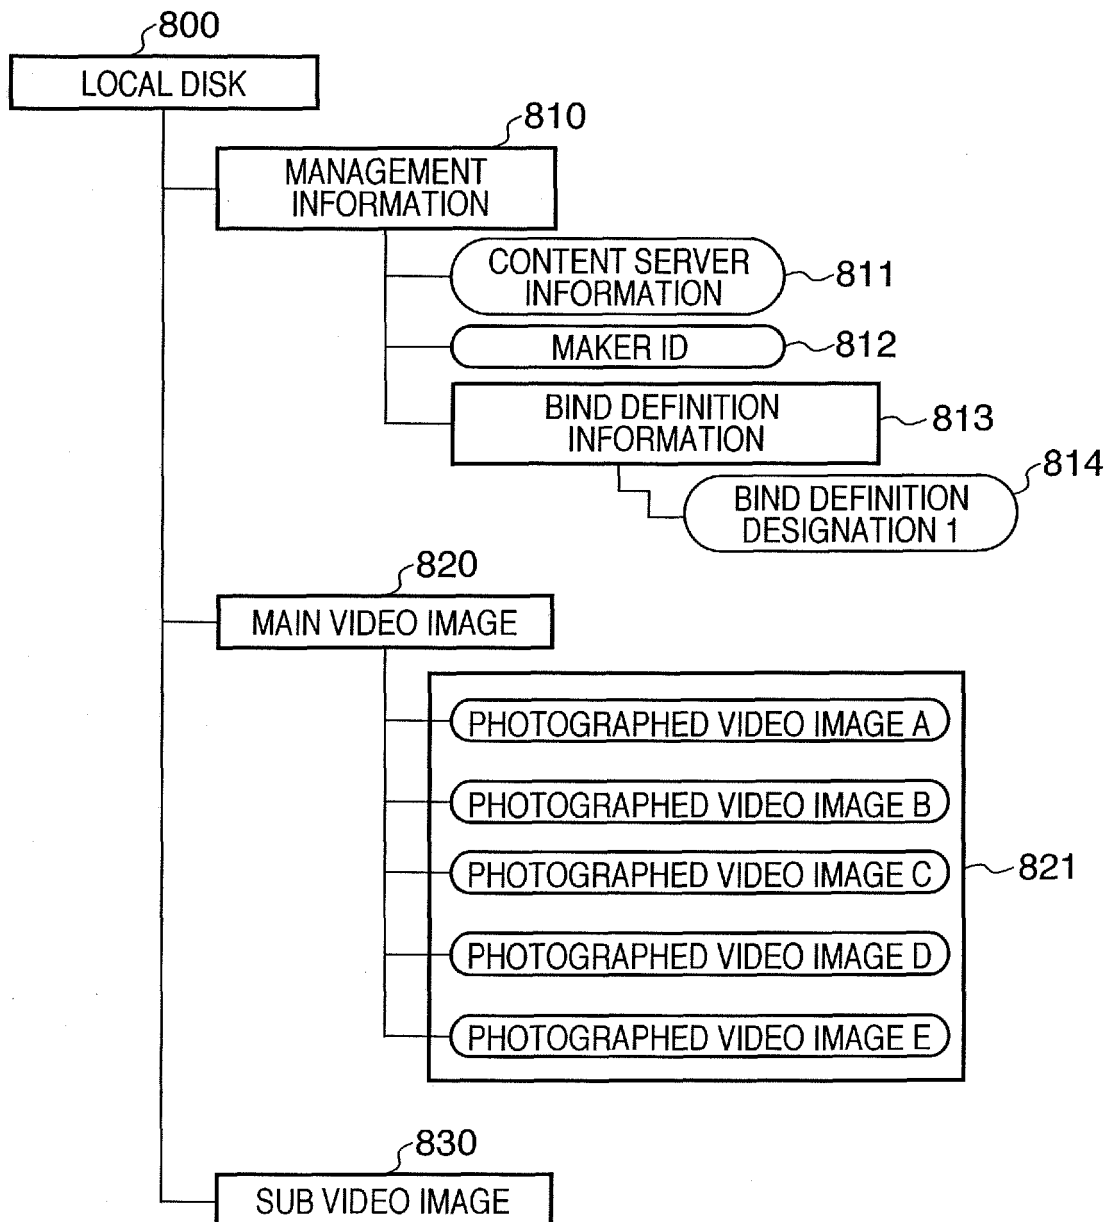 800
LOCAL DISK
810
MANAGEMENT
INFORMATION
CONTENT SERVER
INFORMATION
811
MAKER ID
812
BIND DEFINITION
INFORMATION
813
814
BIND DEFINITION
DESIGNATION 1
820
MAIN VIDEO IMAGE
PHOTOGRAPHED VIDEO IMAGE A
PHOTOGRAPHED VIDEO IMAGE B
PHOTOGRAPHED VIDEO IMAGE C
821
PHOTOGRAPHED VIDEO IMAGE D
PHOTOGRAPHED VIDEO IMAGE E
830
SUB VIDEO IMAGE